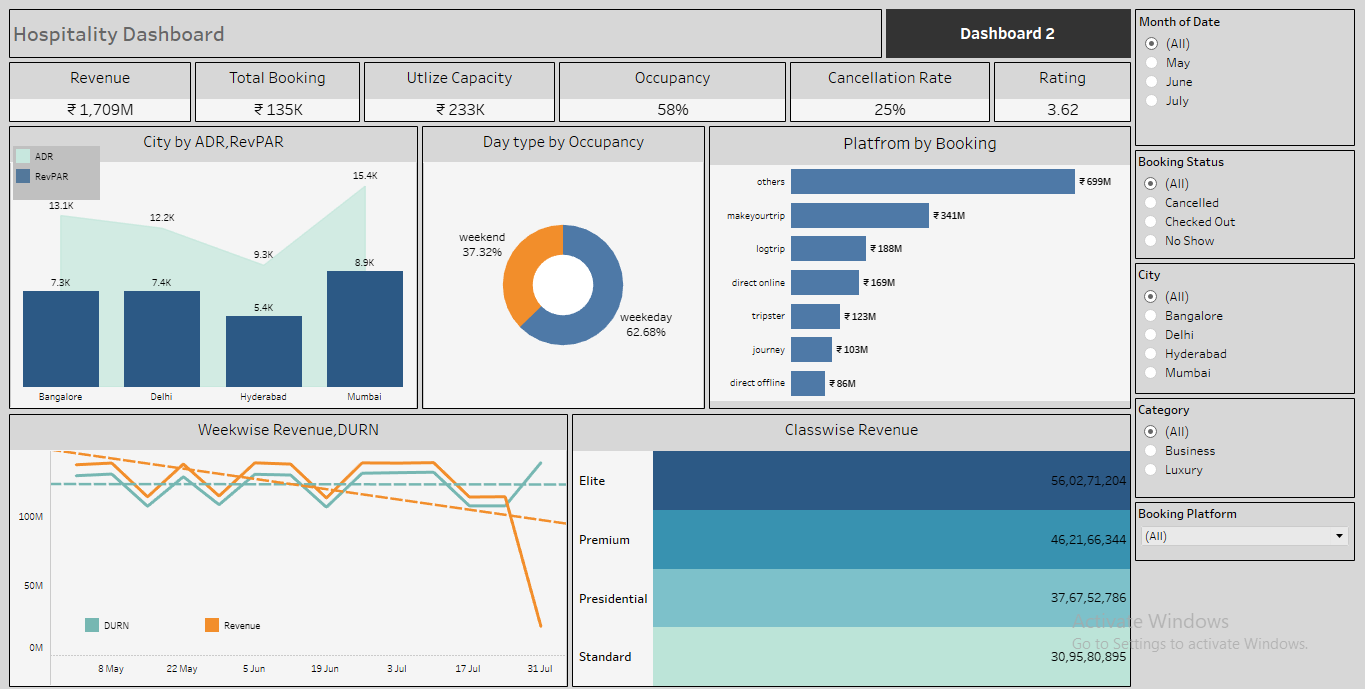 Hospitality Dashboard
Dashboard 2
Revenue
₹ 1,709M
Total Booking
₹ 135K
Utlize Capacity
₹ 233K
Occupancy
58%
Cancellation Rate
25%
Rating
3.62
City by ADR,RevPAR
ADR
RevPAR
13.1K
12.2K
9.3K
15.4K
7.3K
7.4K
5.4K
8.9K
Bangalore
Delhi
Hyderabad
Mumbai
Day type by Occupancy
weekend
37.32%
weekeday
62.68%
Platfrom by Booking
others ₹ 699M
makeyourtrip ₹ 341M
logtrip ₹ 188M
direct online ₹ 169M
tripster ₹ 123M
journey ₹ 103M
direct offline ₹ 86M
Weekwise Revenue,DURN
100M
50M
0M
DURN
Revenue
8 May
22 May
5 Jun
19 Jun
3 Jul
17 Jul
31 Jul
Classwise Revenue
Elite 56,02,71,204
Premium 46,21,66,344
Presidential 37,67,52,786
Standard 30,95,80,895
Month of Date
(All)
May
June
July
Booking Status
(All)
Cancelled
Checked Out
No Show
City
(All)
Bangalore
Delhi
Hyderabad
Mumbai
Category
(All)
Business
Luxury
Booking Platform
(All)
Activate Windows
Go to Settings to activate Windows.